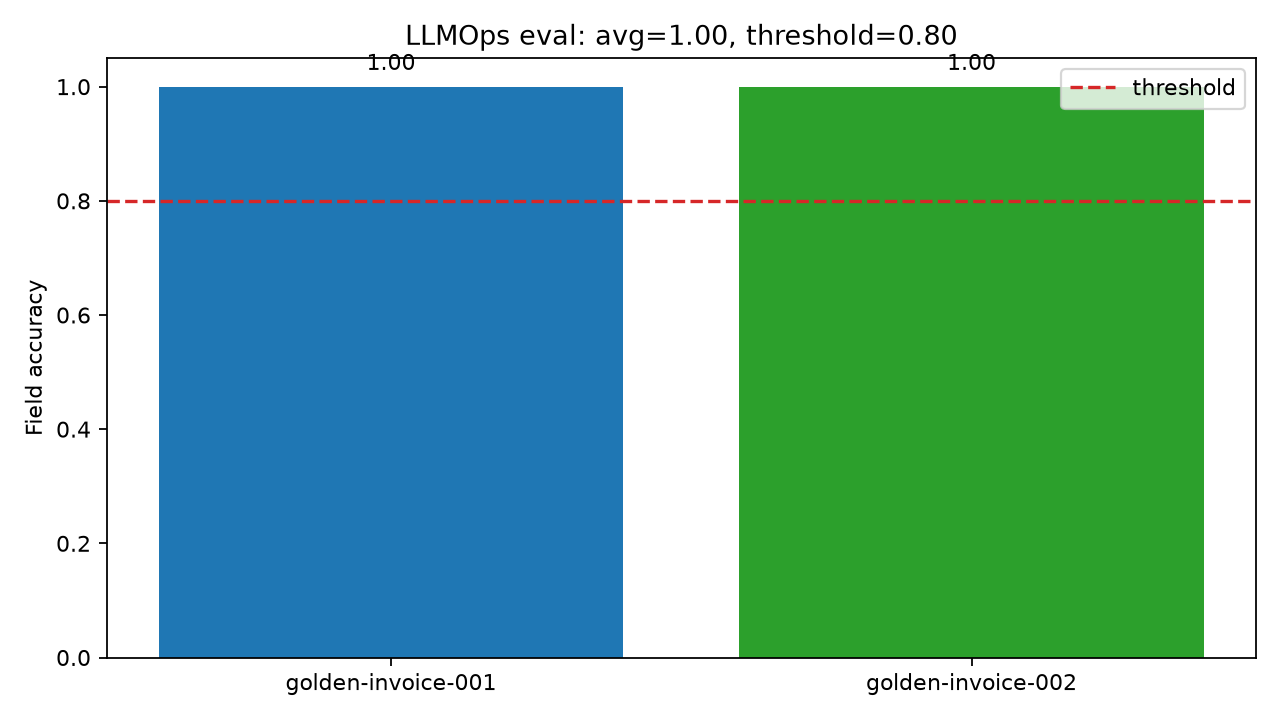 LLMOps eval: avg=1.00, threshold=0.80
1.00
1.00
threshold
1.0
0.8
0.6
0.4
0.2
0.0
Field accuracy
golden-invoice-001
golden-invoice-002